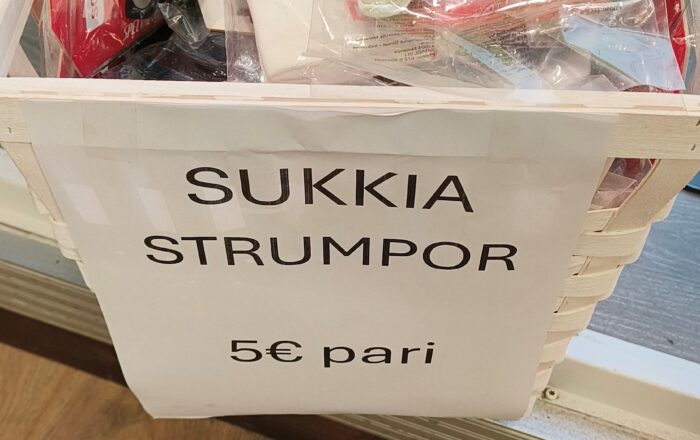 SUKKIA
STRUMPOR
5€ pari